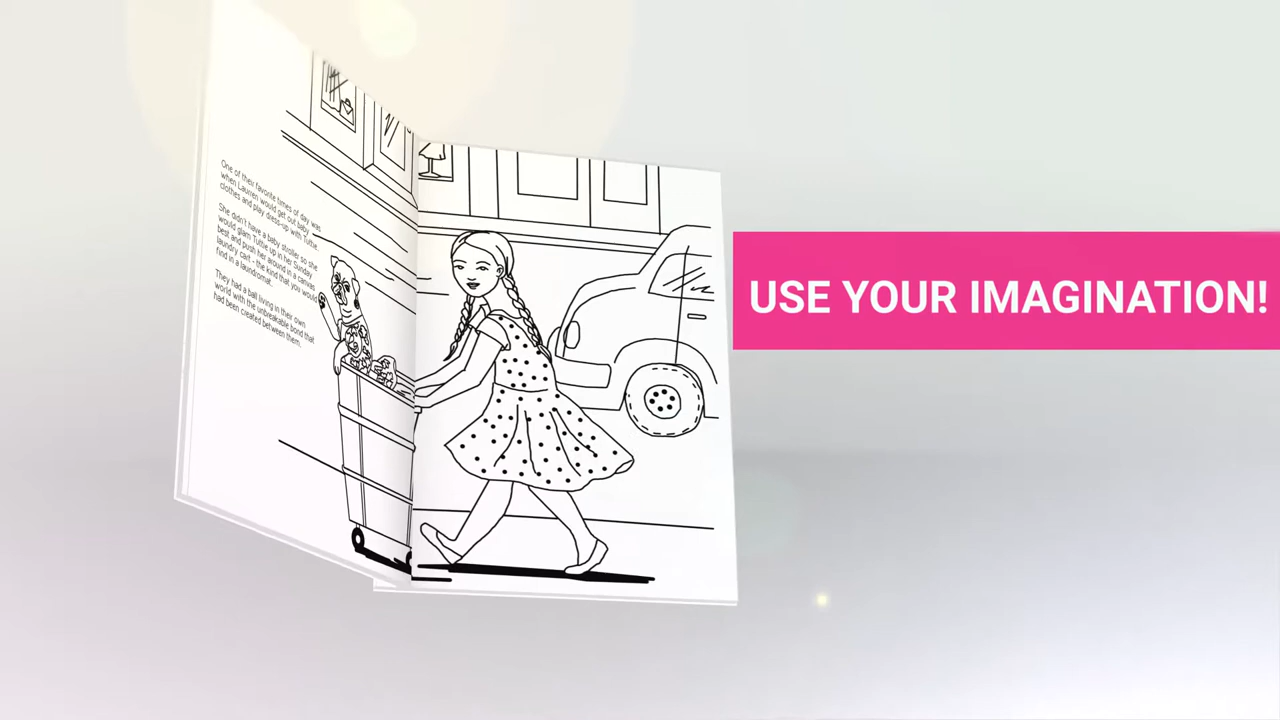 One of their favorite times of day was
when Lauren would get out baby
clothes and play dress-up with Tuttie.
She didn't have a baby stroller so she
would glam Tuttie up in her Sunday
best and push her around in a canvas
laundry cart - the kind that you would
find in a laundromat.
They had a ball living in their own
world with the unbreakable bond that
had been created between them.
USE YOUR IMAGINATION!